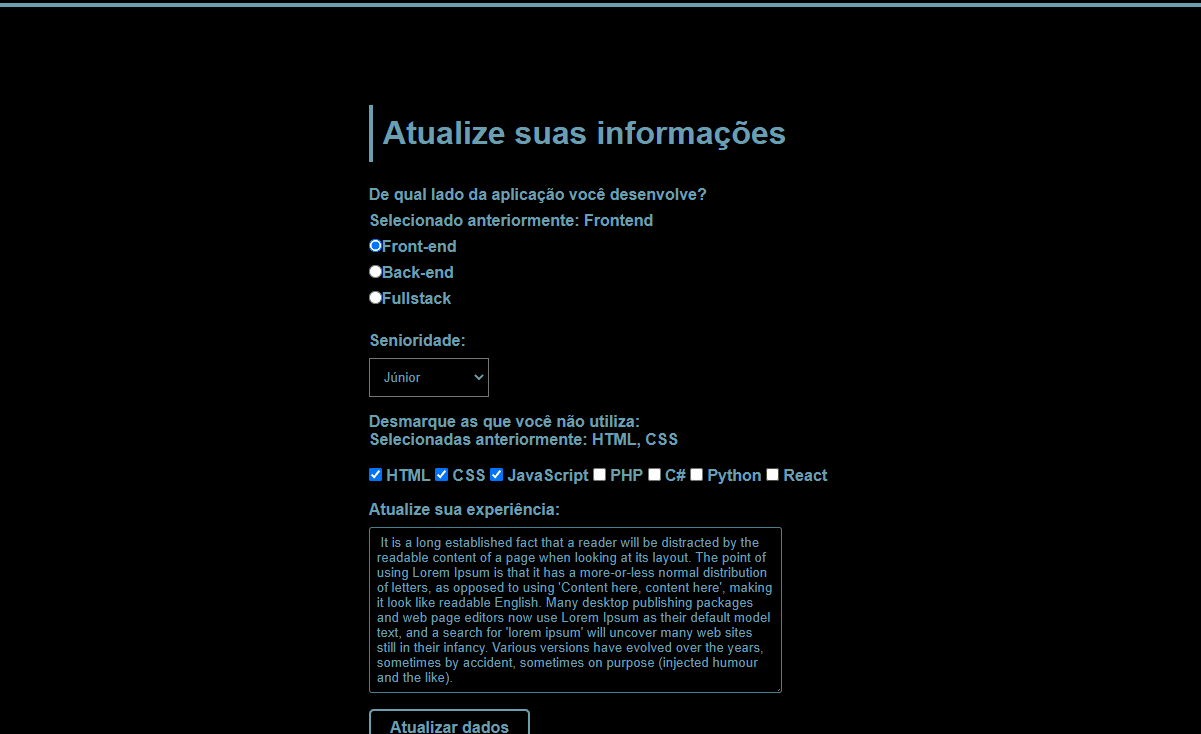 Atualize suas informações
De qual lado da aplicação você desenvolve?
Selecionado anteriormente: Frontend
Front-end
Back-end
Fullstack
Senioridade:
Júnior
Desmarque as que você não utiliza:
Selecionadas anteriormente: HTML, CSS
HTML CSS JavaScript PHP C# Python React
Atualize sua experiência:
It is a long established fact that a reader will be distracted by the
readable content of a page when looking at its layout. The point of
using Lorem Ipsum is that it has a more-or-less normal distribution
of letters, as opposed to using 'Content here, content here', making
it look like readable English. Many desktop publishing packages
and web page editors now use Lorem Ipsum as their default model
text, and a search for 'lorem ipsum' will uncover many web sites
still in their infancy. Various versions have evolved over the years,
sometimes by accident, sometimes on purpose (injected humour
and the like).
Atualizar dados